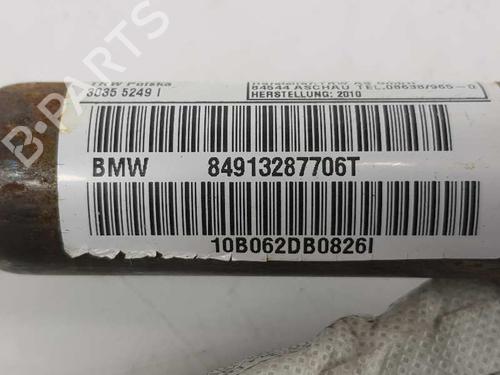 B-PARTS
TRW Polska
3035 5249 I
84544 ASCHAU TEL.08638/965-0
HERSTELLUNG: 2010
BMW 84913287706T
10B062DB0826I